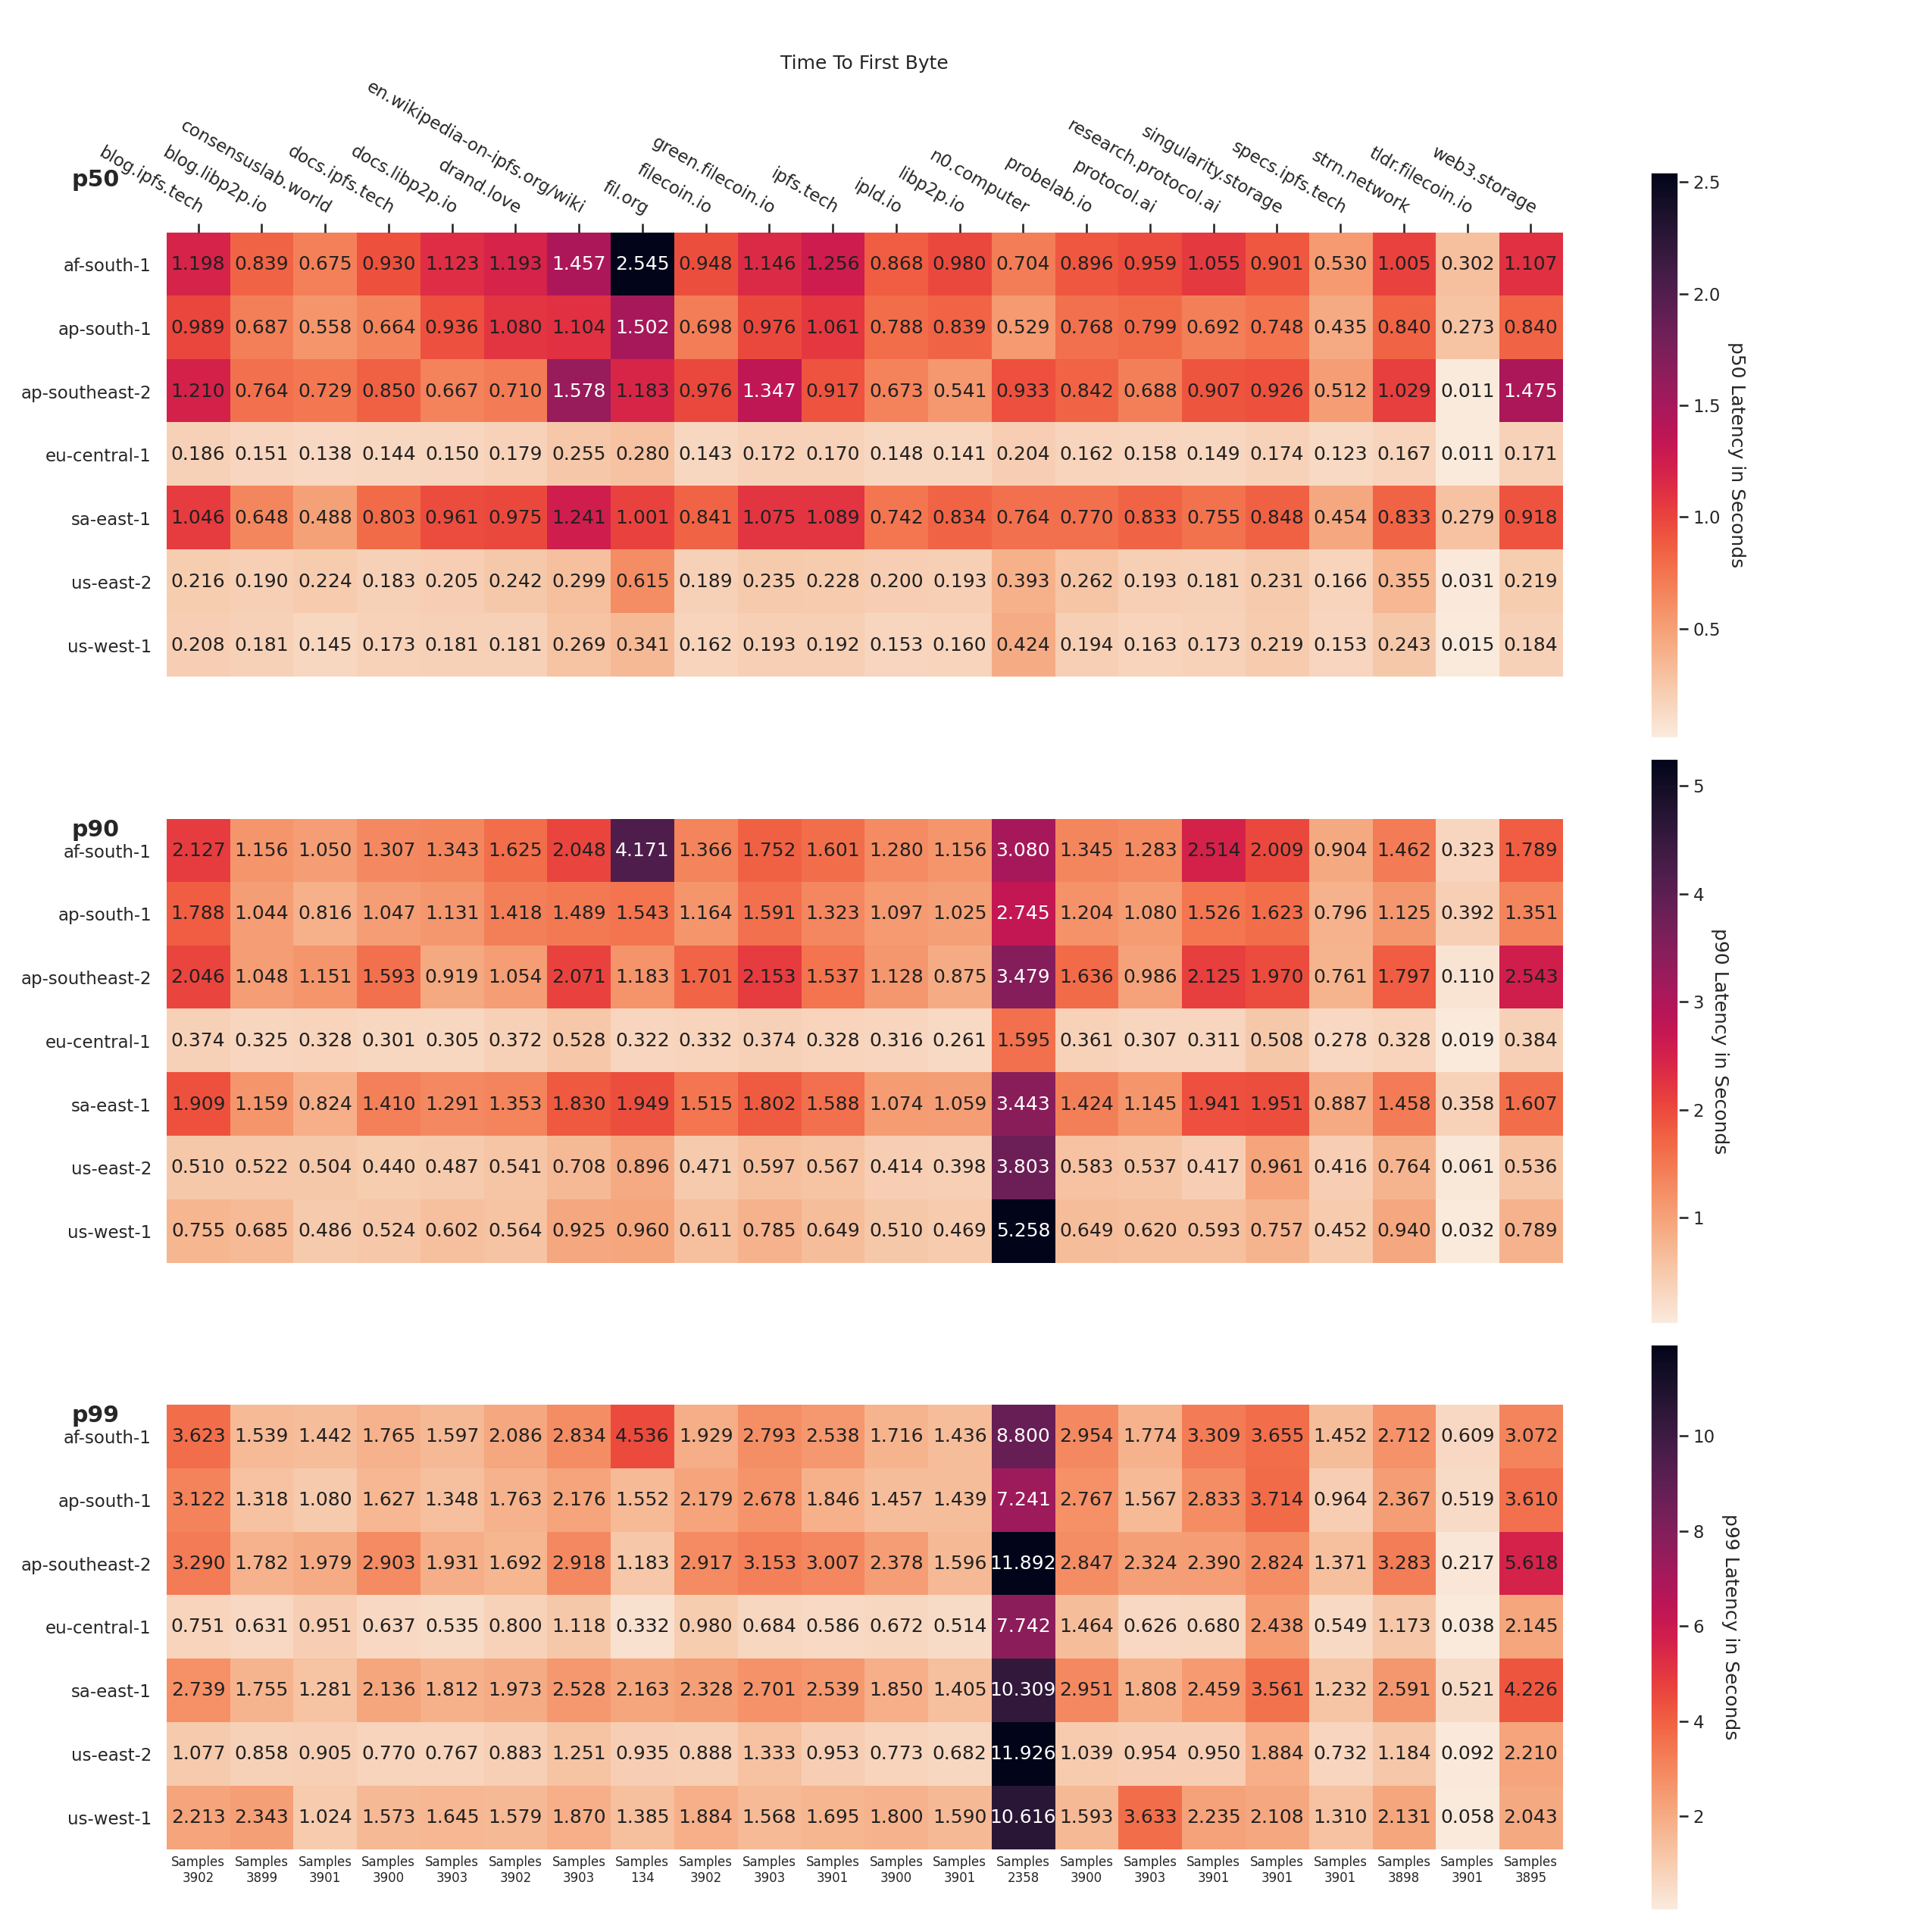 Time To First Byte
p50
blog.ipfs.tech
blog.libp2p.io
consensuslab.world
docs.ipfs.tech
docs.libp2p.io
drand.love
en.wikipedia-on-ipfs.org/wiki
fil.org
filecoin.io
green.filecoin.io
ipfs.tech
ipld.io
libp2p.io
n0.computer
probelab.io
protocol.ai
research.protocol.ai
singularity.storage
specs.ipfs.tech
strn.network
tldr.filecoin.io
web3.storage
af-south-1 1.198 0.839 0.675 0.930 1.123 1.193 1.457 2.545 0.948 1.146 1.256 0.868 0.980 0.704 0.896 0.959 1.055 0.901 0.530 1.005 0.302 1.107
ap-south-1 0.989 0.687 0.558 0.664 0.936 1.080 1.104 1.502 0.698 0.976 1.061 0.788 0.839 0.529 0.768 0.799 0.692 0.748 0.435 0.840 0.273 0.840
ap-southeast-2 1.210 0.764 0.729 0.850 0.667 0.710 1.578 1.183 0.976 1.347 0.917 0.673 0.541 0.933 0.842 0.688 0.907 0.926 0.512 1.029 0.011 1.475
eu-central-1 0.186 0.151 0.138 0.144 0.150 0.179 0.255 0.280 0.143 0.172 0.170 0.148 0.141 0.204 0.162 0.158 0.149 0.174 0.123 0.167 0.011 0.171
sa-east-1 1.046 0.648 0.488 0.803 0.961 0.975 1.241 1.001 0.841 1.075 1.089 0.742 0.834 0.764 0.770 0.833 0.755 0.848 0.454 0.833 0.279 0.918
us-east-2 0.216 0.190 0.224 0.183 0.205 0.242 0.299 0.615 0.189 0.235 0.228 0.200 0.193 0.393 0.262 0.193 0.181 0.231 0.166 0.355 0.031 0.219
us-west-1 0.208 0.181 0.145 0.173 0.181 0.181 0.269 0.341 0.162 0.193 0.192 0.153 0.160 0.424 0.194 0.163 0.173 0.219 0.153 0.243 0.015 0.184
2.5
2.0
1.5
1.0
0.5
p50 Latency in Seconds
p90
af-south-1 2.127 1.156 1.050 1.307 1.343 1.625 2.048 4.171 1.366 1.752 1.601 1.280 1.156 3.080 1.345 1.283 2.514 2.009 0.904 1.462 0.323 1.789
ap-south-1 1.788 1.044 0.816 1.047 1.131 1.418 1.489 1.543 1.164 1.591 1.323 1.097 1.025 2.745 1.204 1.080 1.526 1.623 0.796 1.125 0.392 1.351
ap-southeast-2 2.046 1.048 1.151 1.593 0.919 1.054 2.071 1.183 1.701 2.153 1.537 1.128 0.875 3.479 1.636 0.986 2.125 1.970 0.761 1.797 0.110 2.543
eu-central-1 0.374 0.325 0.328 0.301 0.305 0.372 0.528 0.322 0.332 0.374 0.328 0.316 0.261 1.595 0.361 0.307 0.311 0.508 0.278 0.328 0.019 0.384
sa-east-1 1.909 1.159 0.824 1.410 1.291 1.353 1.830 1.949 1.515 1.802 1.588 1.074 1.059 3.443 1.424 1.145 1.941 1.951 0.887 1.458 0.358 1.607
us-east-2 0.510 0.522 0.504 0.440 0.487 0.541 0.708 0.896 0.471 0.597 0.567 0.414 0.398 3.803 0.583 0.537 0.417 0.961 0.416 0.764 0.061 0.536
us-west-1 0.755 0.685 0.486 0.524 0.602 0.564 0.925 0.960 0.611 0.785 0.649 0.510 0.469 5.258 0.649 0.620 0.593 0.757 0.452 0.940 0.032 0.789
5
4
3
2
1
p90 Latency in Seconds
p99
af-south-1 3.623 1.539 1.442 1.765 1.597 2.086 2.834 4.536 1.929 2.793 2.538 1.716 1.436 8.800 2.954 1.774 3.309 3.655 1.452 2.712 0.609 3.072
ap-south-1 3.122 1.318 1.080 1.627 1.348 1.763 2.176 1.552 2.179 2.678 1.846 1.457 1.439 7.241 2.767 1.567 2.833 3.714 0.964 2.367 0.519 3.610
ap-southeast-2 3.290 1.782 1.979 2.903 1.931 1.692 2.918 1.183 2.917 3.153 3.007 2.378 1.596 11.892 2.847 2.324 2.390 2.824 1.371 3.283 0.217 5.618
eu-central-1 0.751 0.631 0.951 0.637 0.535 0.800 1.118 0.332 0.980 0.684 0.586 0.672 0.514 7.742 1.464 0.626 0.680 2.438 0.549 1.173 0.038 2.145
sa-east-1 2.739 1.755 1.281 2.136 1.812 1.973 2.528 2.163 2.328 2.701 2.539 1.850 1.405 10.309 2.951 1.808 2.459 3.561 1.232 2.591 0.521 4.226
us-east-2 1.077 0.858 0.905 0.770 0.767 0.883 1.251 0.935 0.888 1.333 0.953 0.773 0.682 11.926 1.039 0.954 0.950 1.884 0.732 1.184 0.092 2.210
us-west-1 2.213 2.343 1.024 1.573 1.645 1.579 1.870 1.385 1.884 1.568 1.695 1.800 1.590 10.616 1.593 3.633 2.235 2.108 1.310 2.131 0.058 2.043
Samples Samples Samples Samples Samples Samples Samples Samples Samples Samples Samples Samples Samples Samples Samples Samples Samples Samples Samples Samples Samples Samples
3902 3899 3901 3900 3903 3902 3903 134 3902 3903 3901 3900 3901 2358 3900 3903 3901 3901 3901 3898 3901 3895
10
8
6
4
2
p99 Latency in Seconds